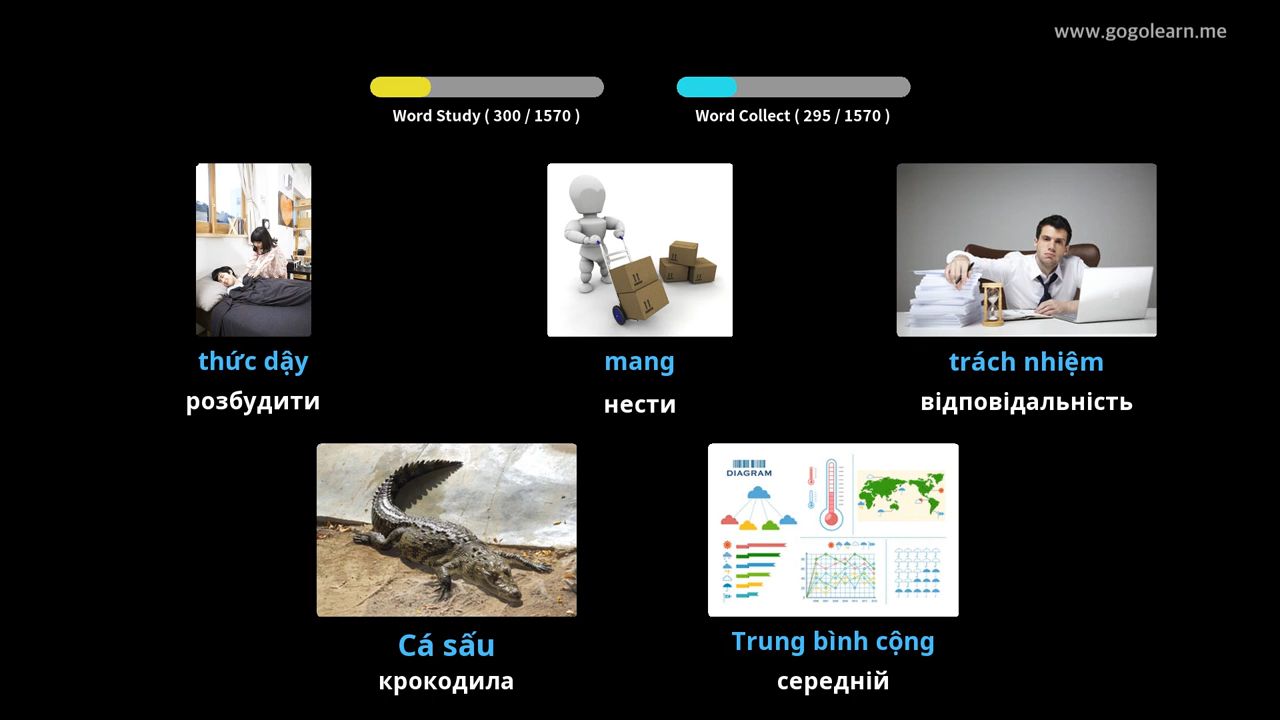 www.gogolearn.me
Word Study ( 300 / 1570 )
Word Collect ( 295 / 1570 )
thức dậy
розбудити
mang
нести
trách nhiệm
відповідальність
DIAGRAM
Cá sấu
крокодила
Trung bình cộng
середній